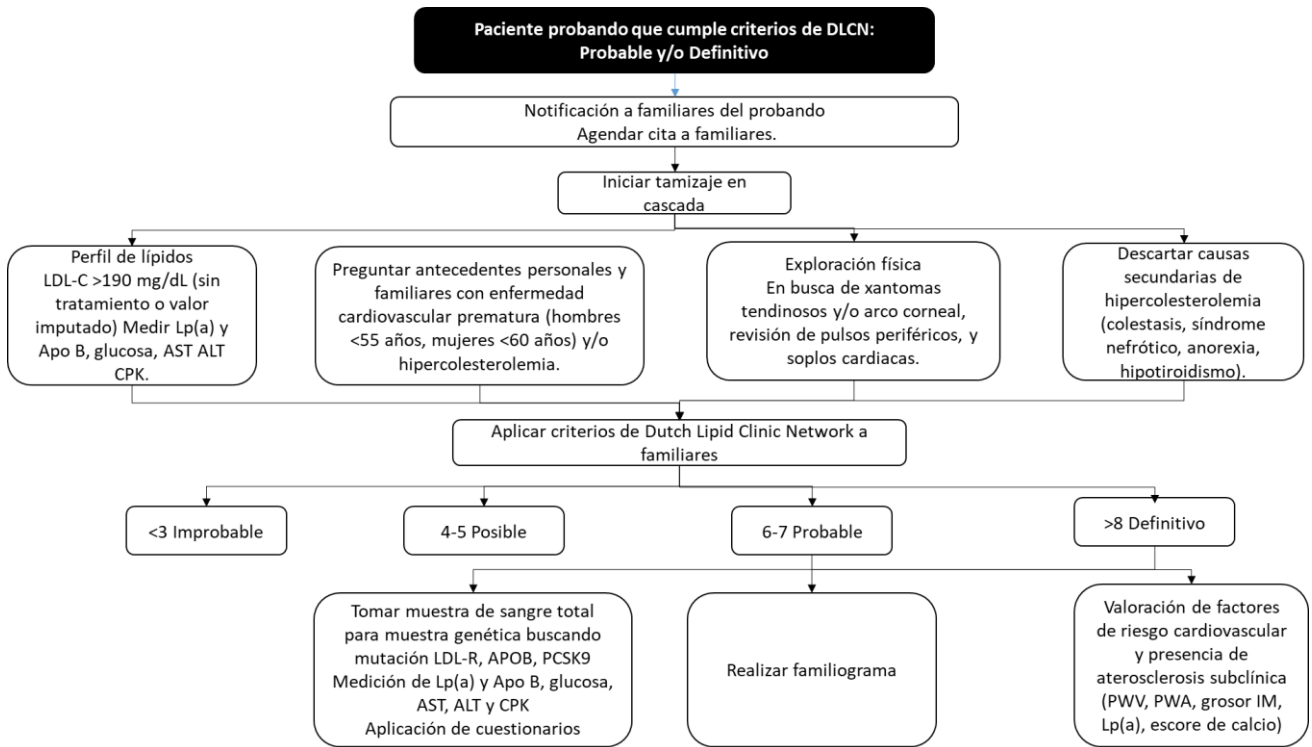 Paciente probando que cumple criterios de DLCN:
Probable y/o Definitivo
Notificación a familiares del probando
Agendar cita a familiares.
Iniciar tamizaje en
cascada
Perfil de lípidos
LDL-C >190 mg/dL (sin
tratamiento o valor
imputado) Medir Lp(a) y
Apo B, glucosa, AST ALT
CPK.
Preguntar antecedentes personales y
familiares con enfermedad
cardiovascular prematura (hombres
<55 años, mujeres <60 años) y/o
hipercolesterolemia.
Exploración física
En busca de xantomas
tendinosos y/o arco corneal,
revisión de pulsos periféricos, y
soplos cardiacas.
Descartar causas
secundarias de
hipercolesterolemia
(colestasis, síndrome
nefrótico, anorexia,
hipotiroidismo).
Aplicar criterios de Dutch Lipid Clinic Network a
familiares
<3 Improbable
4-5 Posible
6-7 Probable
>8 Definitivo
Tomar muestra de sangre total
para muestra genética buscando
mutación LDL-R, APOB, PCSK9
Medición de Lp(a) y Apo B, glucosa,
AST, ALT y CPK
Aplicación de cuestionarios
Realizar familiograma
Valoración de factores
de riesgo cardiovascular
y presencia de
aterosclerosis subclínica
(PWV, PWA, grosor IM,
Lp(a), escore de calcio)